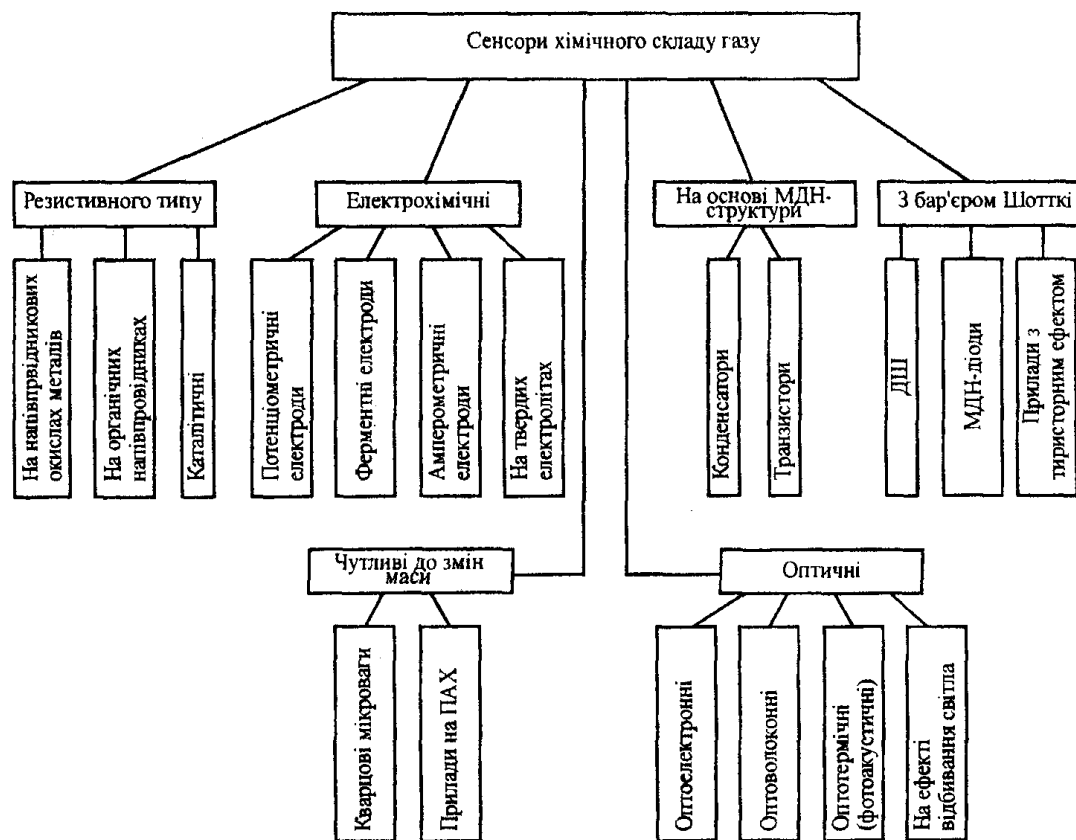 Сенсори хімічного складу газу
Резистивного типу
Електрохімічні
На основі МДН-
структури
З бар'єром Шотткі
На напівпрвідникових
окислах металів
На органічних
напівпровідниках
Каталітичні
Потенціометричні
електроди
Ферментні електроди
Амперометричні
електроди
На твердих
електролітах
Конденсатори
Транзистори
ДШ
МДН-діоди
Прилади з
тиристорним ефектом
Чутливі до змін
маси
Оптичні
Кварцові мікроваги
Прилади на ПАХ
Оптоелектронні
Оптоволоконні
Оптотермічні
(фотоакустичні)
На ефекті
відбивання світла